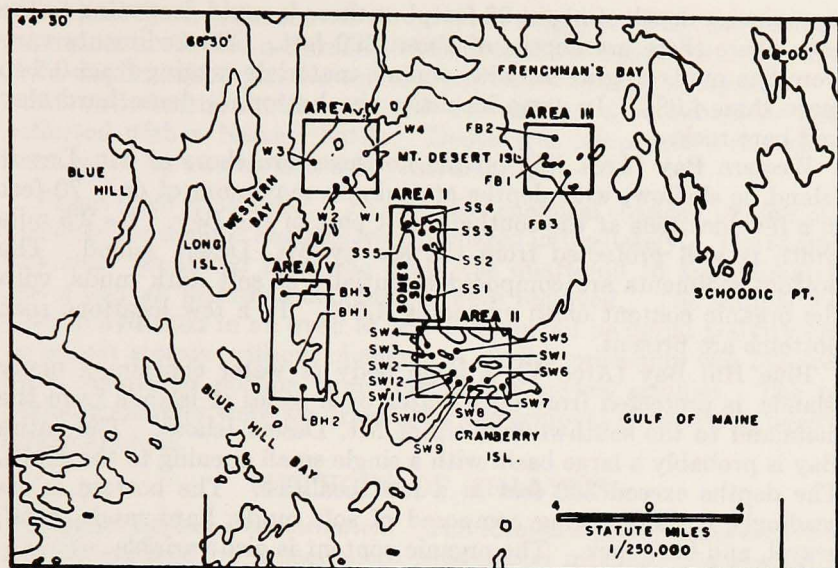 44° 30'
68°30'
68°00'
FRENCHMAN'S BAY
AREA IV
AREA III
W4
FB2
W3
MT. DESERT ISL.
FB1
BLUE
HILL
WESTERN
BAY
W2
W1
AREA I
SS4
SS3
FB3
LONG
ISL.
SS5
SS2
AREA V
SOMES
SD.
SS1
SCHOODIC PT.
BH1
AREA II
SW4
SW5
SW3
SW1
SW2
SW6
SW12
SW11
SW7
SW10
SW8
BH2
SW9
CRANBERRY
ISL.
GULF OF MAINE
BLUE HILL
BAY
4 0 4
STATUTE MILES
1/250,000